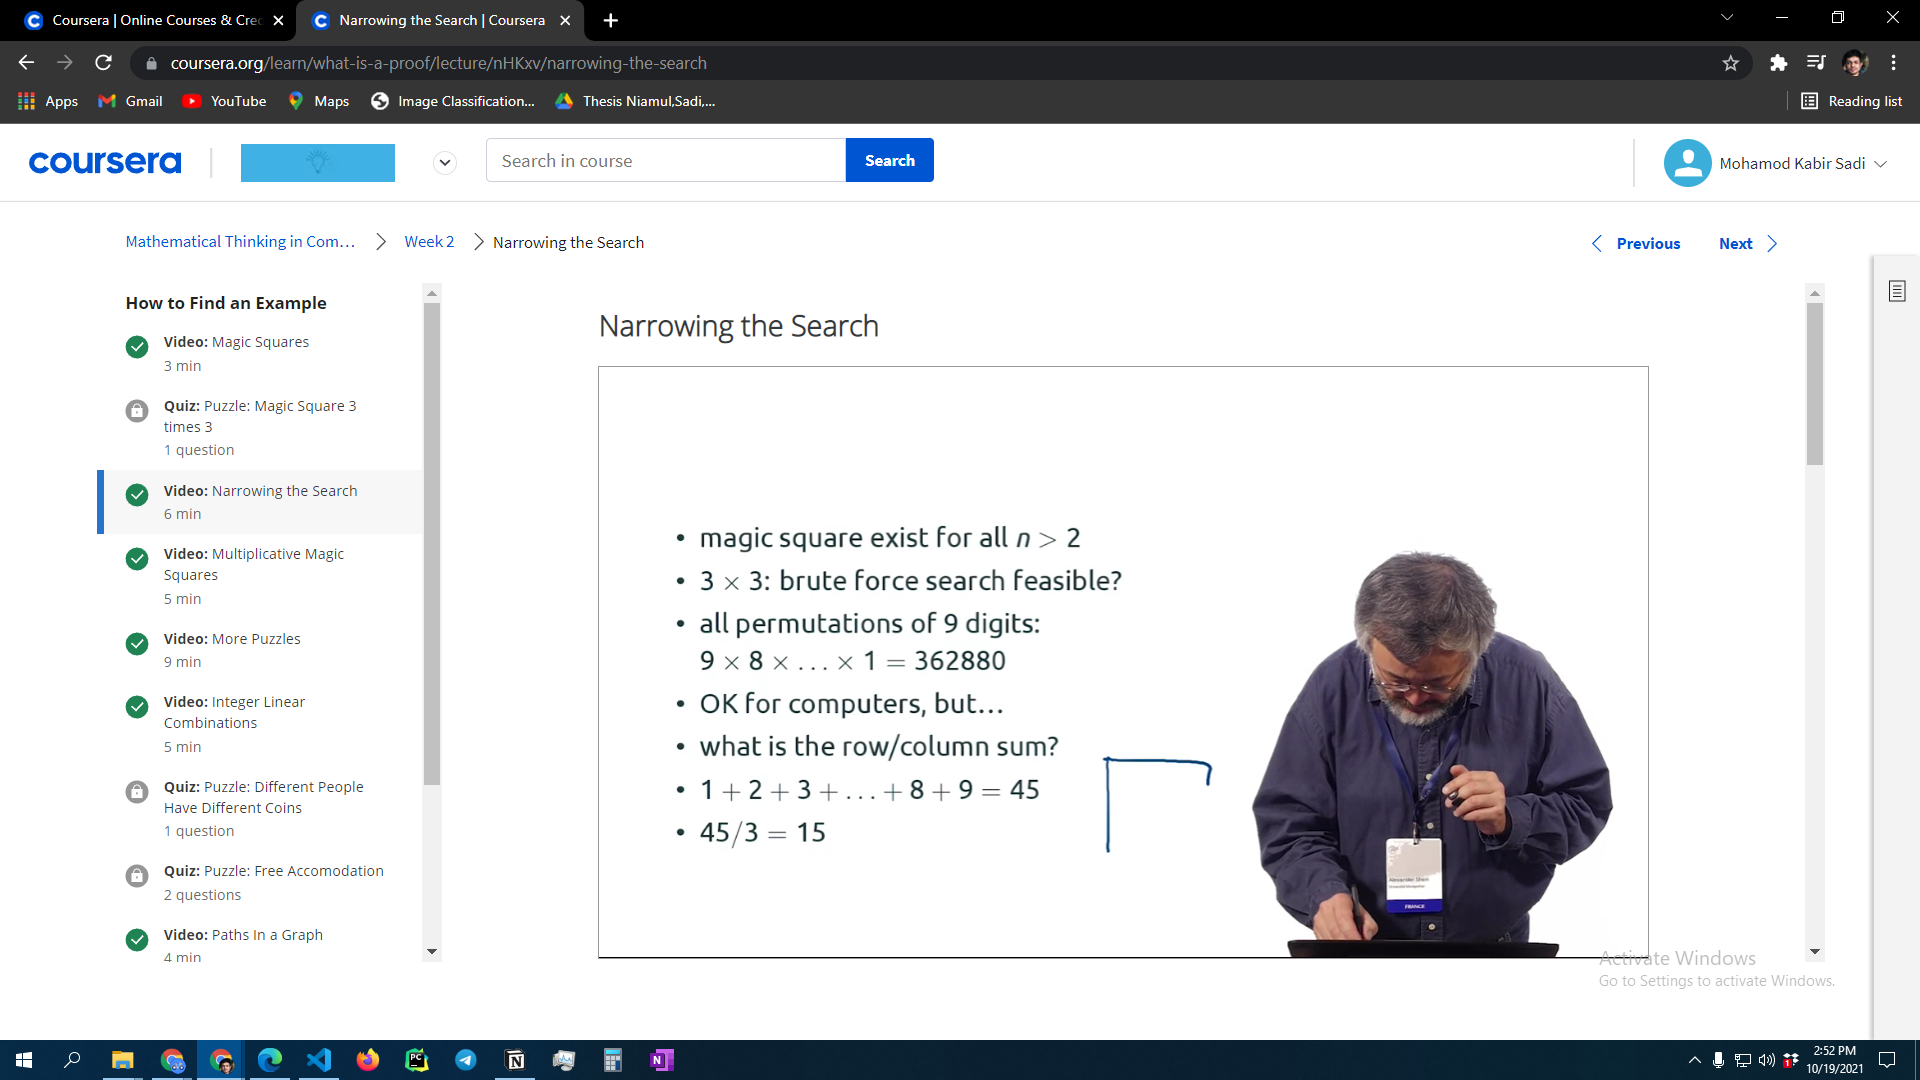 Coursera | Online Courses & Cre
Narrowing the Search | Coursera
coursera.org/learn/what-is-a-proof/lecture/nHKxv/narrowing-the-search
Apps
Gmail
YouTube
Maps
Image Classification...
Thesis Niamul,Sadi,...
Reading list
coursera
Search in course
Search
Mohamod Kabir Sadi
Mathematical Thinking in Com...
Week 2
Narrowing the Search
Previous
Next
How to Find an Example
Video: Magic Squares
3 min
Quiz: Puzzle: Magic Square 3
times 3
1 question
Video: Narrowing the Search
6 min
Video: Multiplicative Magic
Squares
5 min
Video: More Puzzles
9 min
Video: Integer Linear
Combinations
5 min
Quiz: Puzzle: Different People
Have Different Coins
1 question
Quiz: Puzzle: Free Accomodation
2 questions
Video: Paths In a Graph
4 min
Narrowing the Search
• magic square exist for all n > 2
• 3 × 3: brute force search feasible?
• all permutations of 9 digits:
9 × 8 × ... × 1 = 362880
• OK for computers, but...
• what is the row/column sum?
• 1 + 2 + 3 + ... + 8 + 9 = 45
• 45/3 = 15
Alexander Shen
FRANCE
Activate Windows
Go to Settings to activate Windows.
2:52 PM
10/19/2021